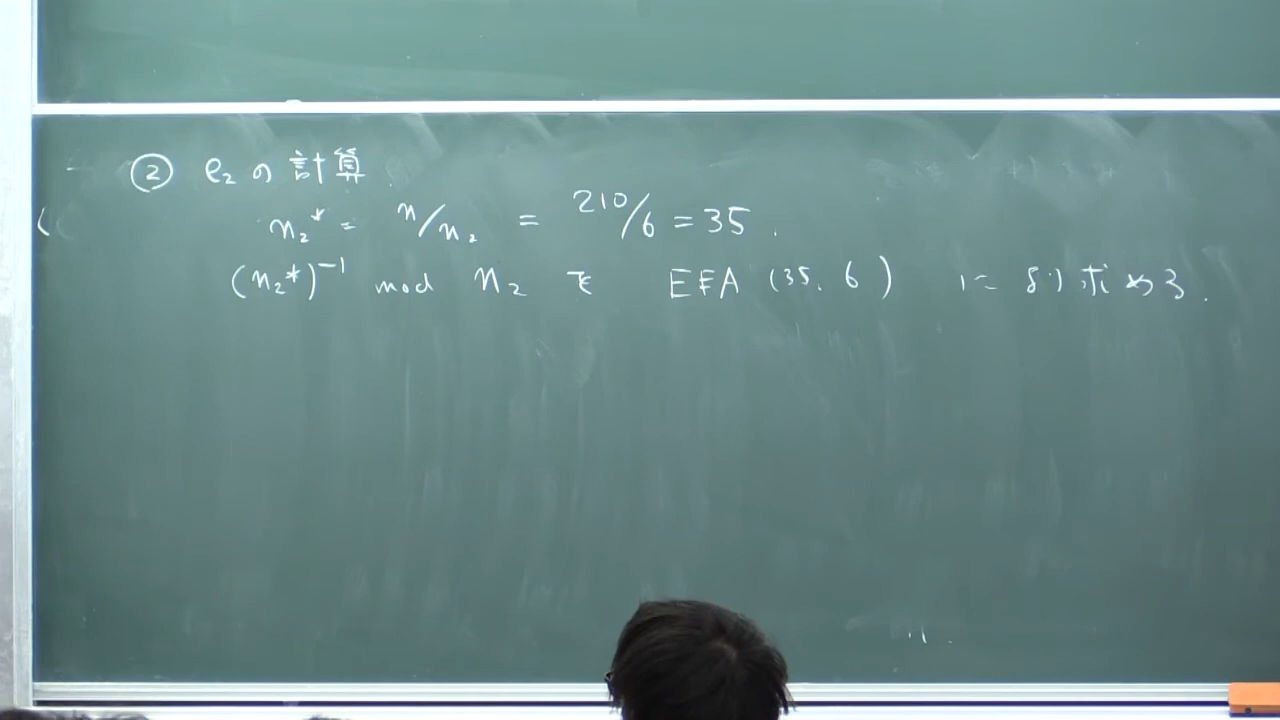 ② e₂ の 計算
n₂* = n/n₂ = 210/6 = 35.
(n₂*)⁻¹ mod n₂ を EEA (35, 6) により求める.